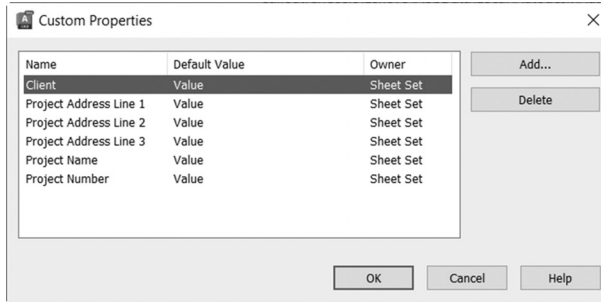 Custom Properties
Name Default Value Owner
Client Value Sheet Set
Project Address Line 1 Value Sheet Set
Project Address Line 2 Value Sheet Set
Project Address Line 3 Value Sheet Set
Project Name Value Sheet Set
Project Number Value Sheet Set
Add...
Delete
OK Cancel Help